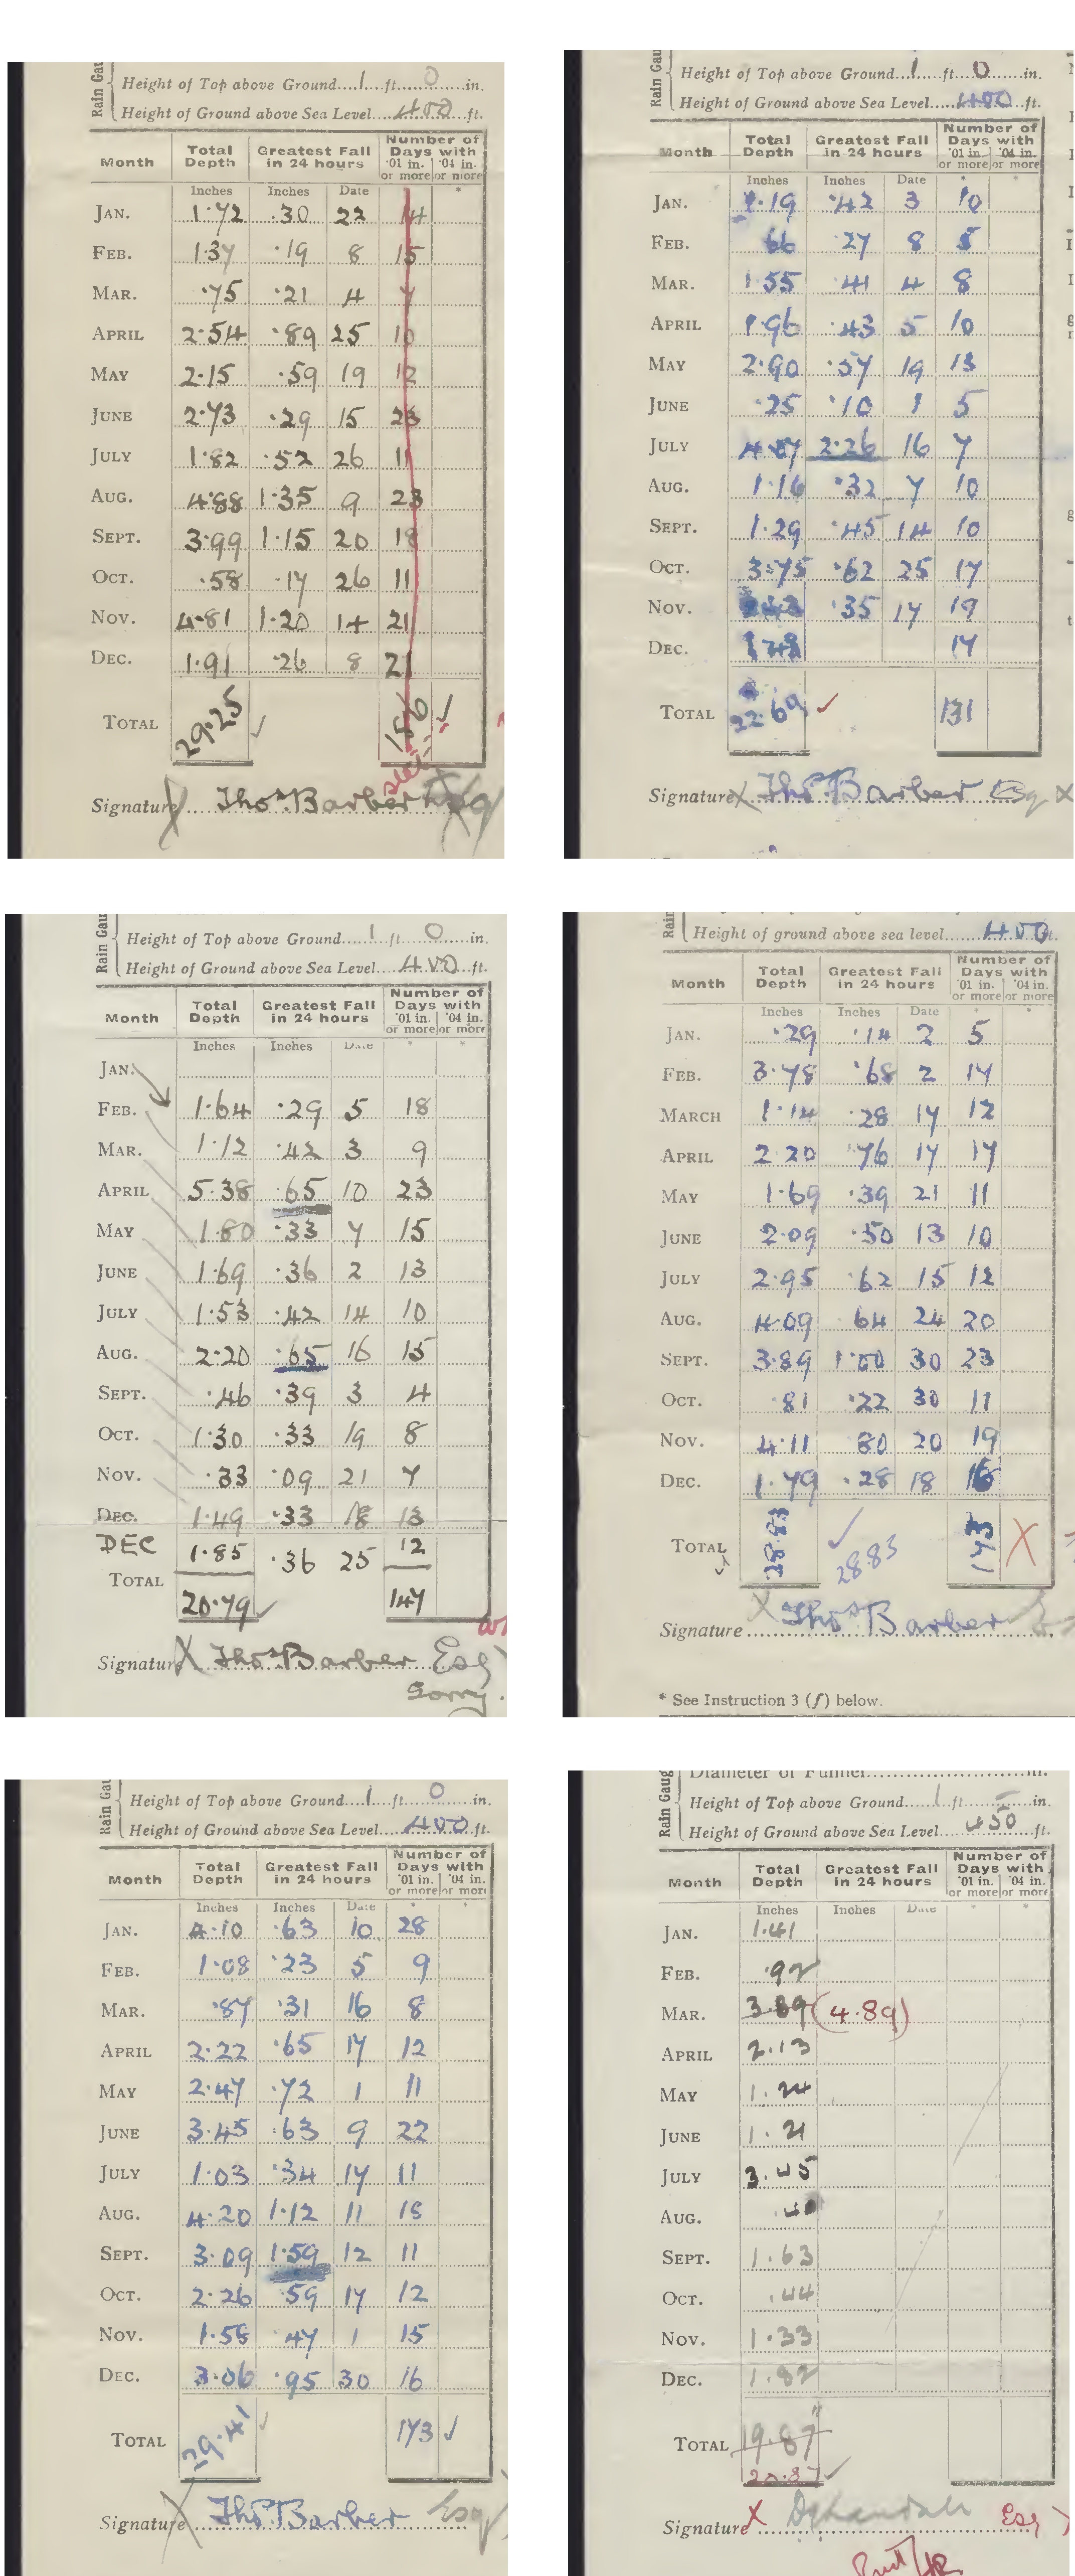 Rain Gau
Height of Top above Ground....1....ft....0.....in.
Height of Ground above Sea Level....400...ft.
Month Total Depth Greatest Fall in 24 hours Number of Days with
·01 in. or more ·04 in. or more
Inches Inches Date *
JAN. 1·72 ·30 22 14
FEB. 1·37 ·19 8 15
MAR. ·75 ·21 4 7
APRIL 2·54 ·89 25 10
MAY 2·15 ·59 19 12
JUNE 2·73 ·29 15 23
JULY 1·82 ·52 26 11
AUG. 4·88 1·35 9 23
SEPT. 3·99 1·15 20 18
OCT. ·58 ·17 26 11
NOV. 4·81 1·20 14 21
DEC. 1·91 ·26 8 21
TOTAL 29·25 ✓ 186 ✓
Signature X Thos. Barber Esq
Rain Gau
Height of Top above Ground....1....ft....0.....in.
Height of Ground above Sea Level....400...ft.
Month Total Depth Greatest Fall in 24 hours Number of Days with
·01 in. or more ·04 in. or more
Inches Inches Date
JAN. 1·19 ·42 3 10
FEB. ·66 ·27 8 5
MAR. 1·55 ·41 4 8
APRIL 1·96 ·43 5 10
MAY 2·90 ·57 19 13
JUNE ·25 ·10 1 5
JULY 4·07 2·26 16 7
AUG. 1·16 ·32 7 10
SEPT. 1·29 ·45 14 10
OCT. 3·75 ·62 25 17
NOV. 2·43 ·35 17 19
DEC. 1·48 17
TOTAL 22·69 ✓ 131
Signature X Thos. Barber Esq X
Rain Gau
Height of Top above Ground....1....ft....0.....in.
Height of Ground above Sea Level....400...ft.
Month Total Depth Greatest Fall in 24 hours Number of Days with
·01 in. or more ·04 in. or more
Inches Inches Date * *
JAN.
FEB. 1·64 ·29 5 18
MAR. 1·12 ·42 3 9
APRIL 5·38 ·65 10 23
MAY 1·80 ·33 7 15
JUNE 1·69 ·36 2 13
JULY 1·53 ·42 14 10
AUG. 2·20 ·65 16 15
SEPT. ·46 ·39 3 4
OCT. 1·30 ·33 19 8
NOV. ·33 ·09 21 7
DEC. 1·49 ·33 18 13
DEC 1·85 ·36 25 12
TOTAL 20·79 ✓ 147
Signature X Thos. Barber Esq
Sorry.
Rain
Height of ground above sea level.......400 ft.
Month Total Depth Greatest Fall in 24 hours Number of Days with
·01 in. or more ·04 in. or more
Inches Inches Date * *
JAN. ·29 ·14 2 5
FEB. 3·78 ·68 2 17
MARCH 1·14 ·28 17 12
APRIL 2·20 ·76 17 17
MAY 1·69 ·39 21 11
JUNE 2·09 ·50 13 10
JULY 2·95 ·62 15 12
AUG. 4·09 64 24 20
SEPT. 3·89 1·00 30 23
OCT. 81 ·22 30 11
NOV. 4·11 80 20 19
DEC. 1·79 ·28 18 16
TOTAL 28·83 ✓ 28.83 173 X
Signature X Thos. Barber
* See Instruction 3 (f) below.
Rain Gau
Height of Top above Ground....1....ft....0.....in.
Height of Ground above Sea Level....400...ft.
Month Total Depth Greatest Fall in 24 hours Number of Days with
·01 in. or more ·04 in. or more
Inches Inches Date * *
JAN. 4·10 ·63 10 28
FEB. 1·08 ·23 5 9
MAR. ·87 ·31 16 8
APRIL 2·22 ·65 17 12
MAY 2·47 ·72 1 11
JUNE 3·45 ·63 9 22
JULY 1·03 ·34 17 11
AUG. 4·20 1·12 11 18
SEPT. 3·09 1·59 12 11
OCT. 2·26 59 17 12
NOV. 1·58 47 1 15
DEC. 3·06 ·95 30 16
TOTAL 29·41 ✓ 173 ✓
Signature X Thos. Barber Esq
Rain Gaug
Diameter of Funnel..................in.
Height of Top above Ground....1....ft....–.....in.
Height of Ground above Sea Level....450...ft.
Month Total Depth Greatest Fall in 24 hours Number of Days with
·01 in. or more ·04 in. or more
Inches Inches Date * *
JAN. 1.41
FEB. ·92
MAR. 3.89 (4.89)
APRIL 2.13
MAY 1.24
JUNE 1.21
JULY 3.45
AUG. .40
SEPT. 1.63
OCT. .44
NOV. 1.33
DEC. 1.82
TOTAL 19.87"
20.87 ✓
Signature X Esq